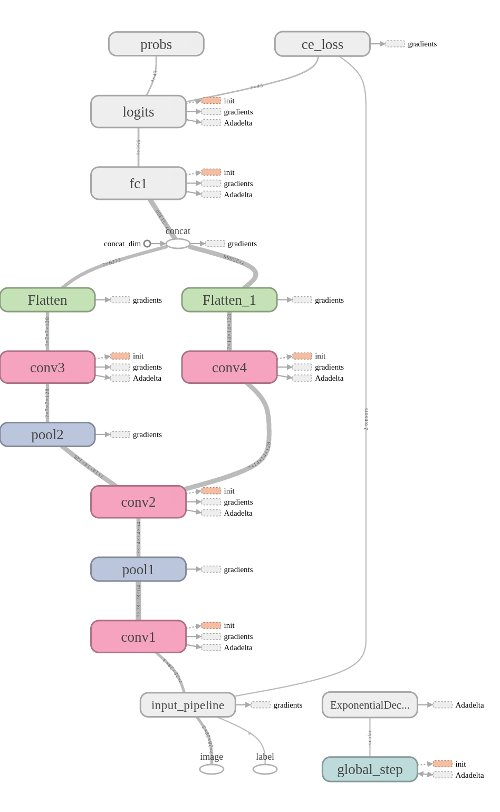 probs
ce_loss
gradients
logits
init
gradients
Adadelta
fc1
init
gradients
Adadelta
concat
concat_dim
gradients
Flatten
gradients
Flatten_1
gradients
conv3
init
gradients
Adadelta
conv4
init
gradients
Adadelta
pool2
gradients
conv2
init
gradients
Adadelta
pool1
gradients
conv1
init
gradients
Adadelta
input_pipeline
gradients
ExponentialDec...
Adadelta
image
label
global_step
init
Adadelta